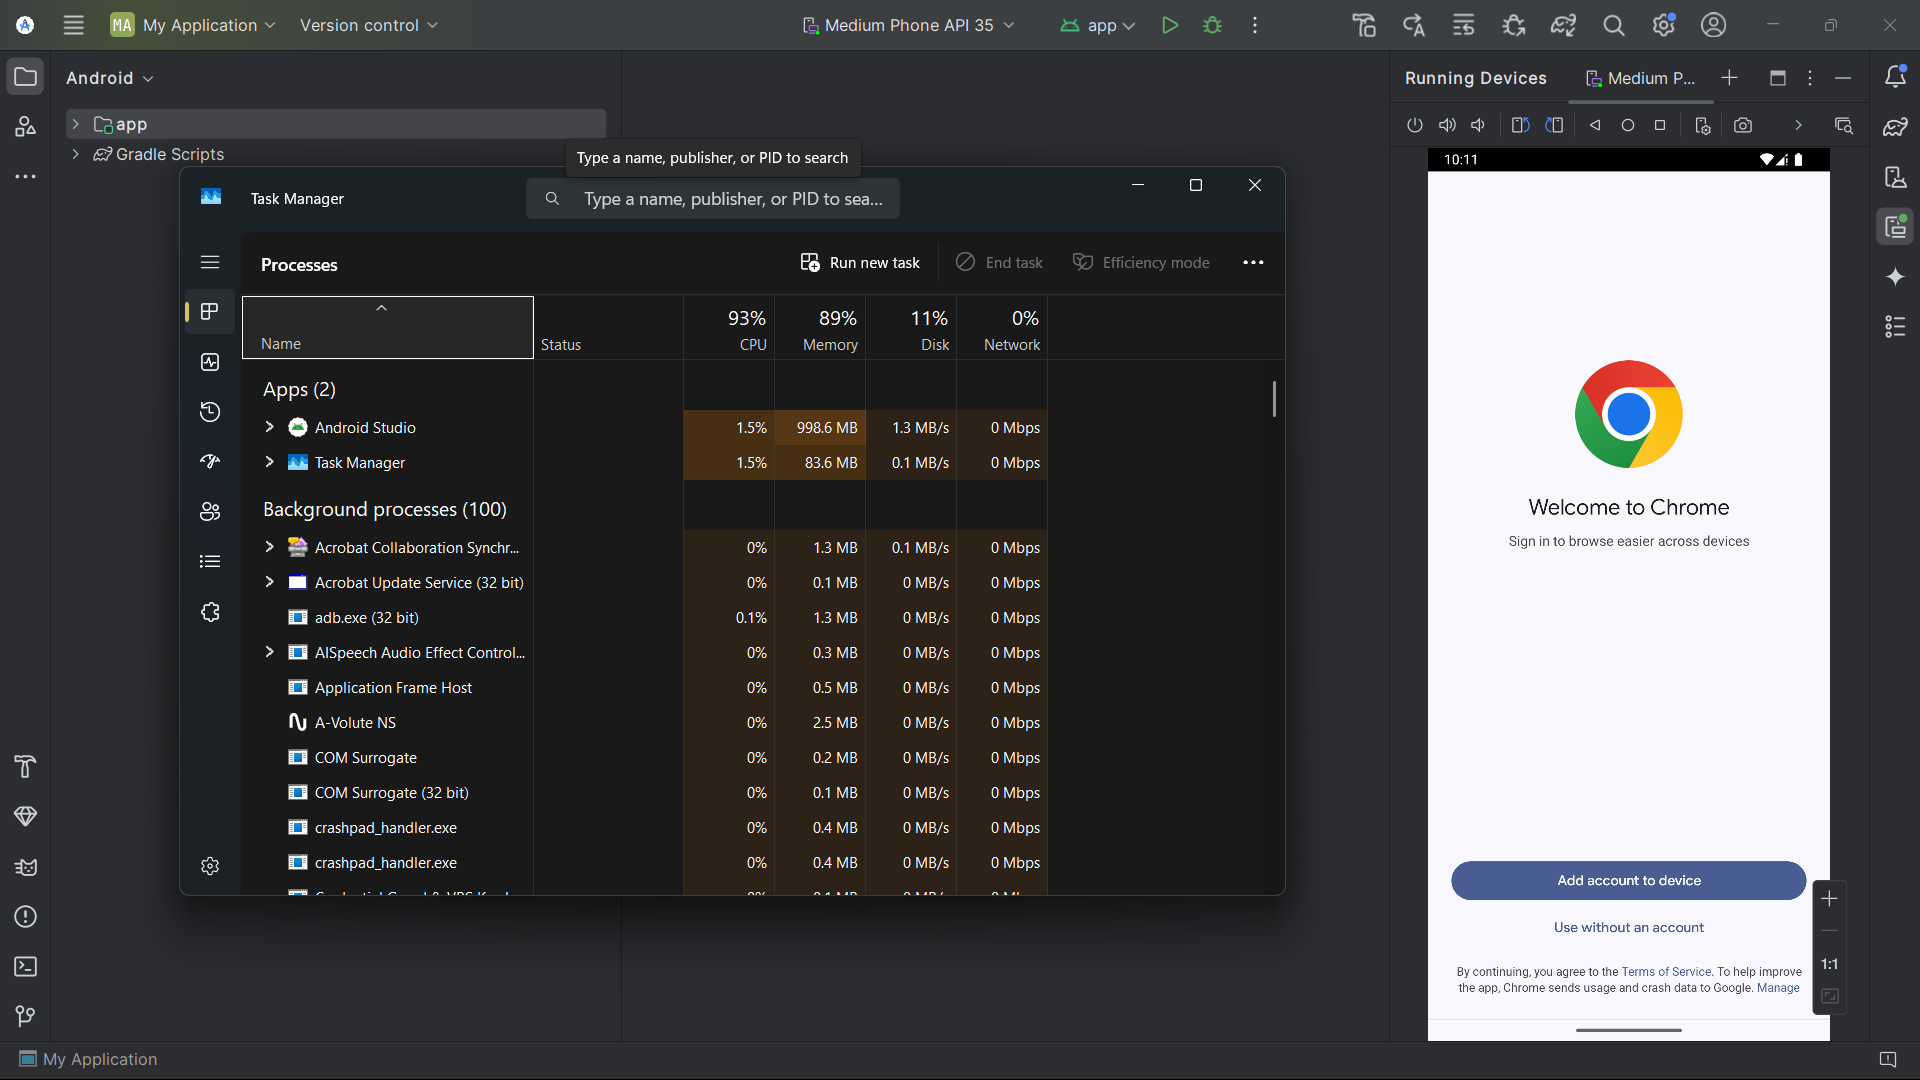 MA My Application
Version control
Medium Phone API 35
app
Android
Running Devices
Medium P...
app
Gradle Scripts
Type a name, publisher, or PID to search
10:11
Task Manager
Type a name, publisher, or PID to sea...
Processes
Run new task
End task
Efficiency mode
Name
Status
93% CPU
89% Memory
11% Disk
0% Network
Apps (2)
Android Studio 1.5% 998.6 MB 1.3 MB/s 0 Mbps
Task Manager 1.5% 83.6 MB 0.1 MB/s 0 Mbps
Background processes (100)
Acrobat Collaboration Synchr... 0% 1.3 MB 0.1 MB/s 0 Mbps
Acrobat Update Service (32 bit) 0% 0.1 MB 0 MB/s 0 Mbps
adb.exe (32 bit) 0.1% 1.3 MB 0 MB/s 0 Mbps
AISpeech Audio Effect Control... 0% 0.3 MB 0 MB/s 0 Mbps
Application Frame Host 0% 0.5 MB 0 MB/s 0 Mbps
A-Volute NS 0% 2.5 MB 0 MB/s 0 Mbps
COM Surrogate 0% 0.2 MB 0 MB/s 0 Mbps
COM Surrogate (32 bit) 0% 0.1 MB 0 MB/s 0 Mbps
crashpad_handler.exe 0% 0.4 MB 0 MB/s 0 Mbps
crashpad_handler.exe 0% 0.4 MB 0 MB/s 0 Mbps
Welcome to Chrome
Sign in to browse easier across devices
Add account to device
Use without an account
By continuing, you agree to the Terms of Service. To help improve
the app, Chrome sends usage and crash data to Google. Manage
1:1
My Application